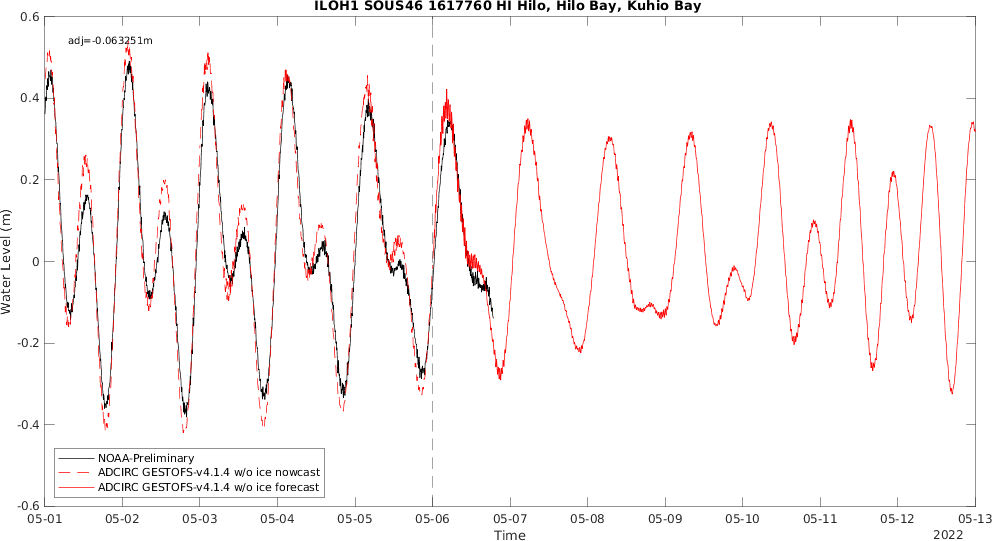 ILOH1 SOUS46 1617760 HI Hilo, Hilo Bay, Kuhio Bay
adj=-0.063251m
0.6
0.4
0.2
0
-0.2
-0.4
-0.6
Water Level (m)
NOAA-Preliminary
ADCIRC GESTOFS-v4.1.4 w/o ice nowcast
ADCIRC GESTOFS-v4.1.4 w/o ice forecast
05-01 05-02 05-03 05-04 05-05 05-06 05-07 05-08 05-09 05-10 05-11 05-12 05-13
Time
2022